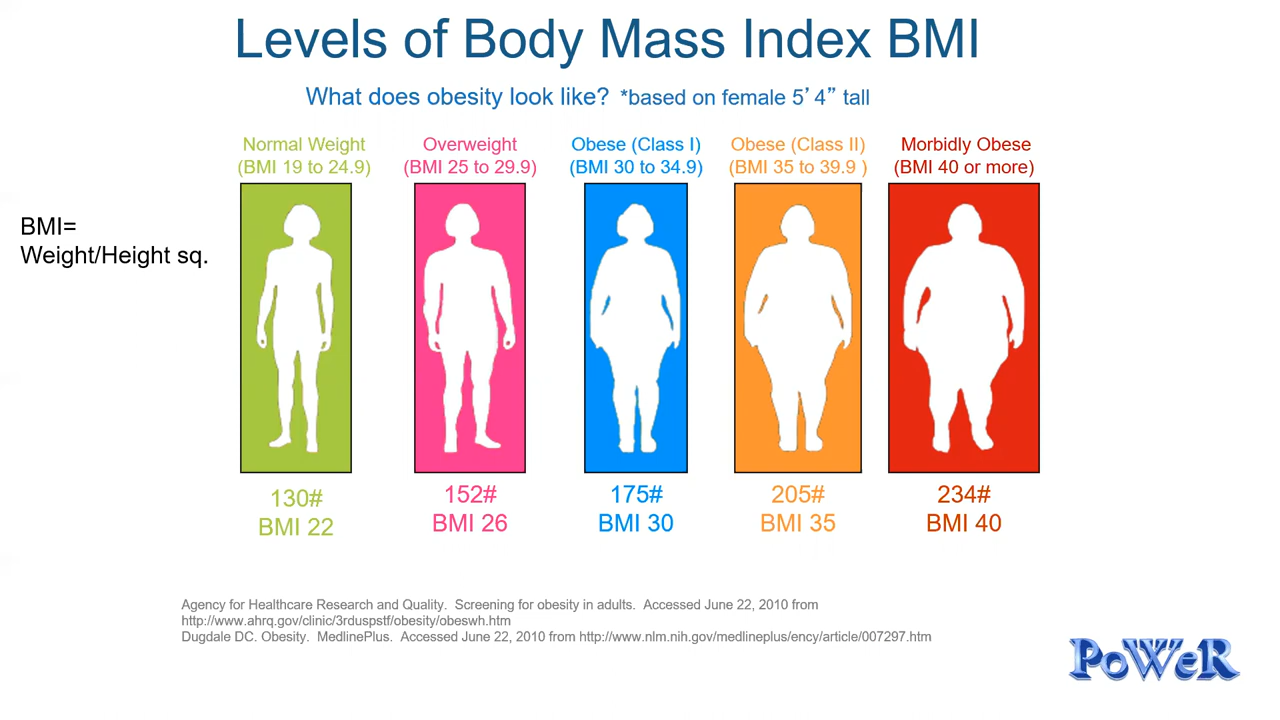 Levels of Body Mass Index BMI
What does obesity look like? *based on female 5’ 4” tall
Normal Weight
(BMI 19 to 24.9)
Overweight
(BMI 25 to 29.9)
Obese (Class I)
(BMI 30 to 34.9)
Obese (Class II)
(BMI 35 to 39.9 )
Morbidly Obese
(BMI 40 or more)
BMI=
Weight/Height sq.
130#
BMI 22
152#
BMI 26
175#
BMI 30
205#
BMI 35
234#
BMI 40
Agency for Healthcare Research and Quality. Screening for obesity in adults. Accessed June 22, 2010 from
http://www.ahrq.gov/clinic/3rduspstf/obesity/obeswh.htm
Dugdale DC. Obesity. MedlinePlus. Accessed June 22, 2010 from http://www.nlm.nih.gov/medlineplus/ency/article/007297.htm
PoWeR